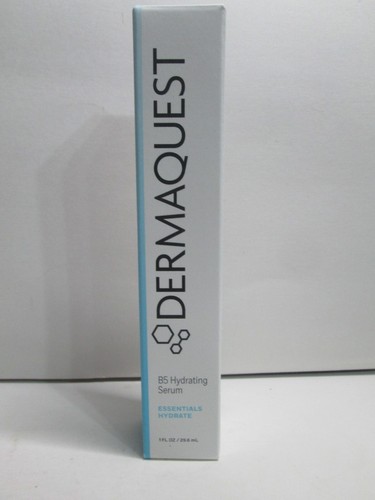 DERMAQUEST
B5 Hydrating
Serum
ESSENTIALS
HYDRATE
1 FL OZ / 29.6 mL